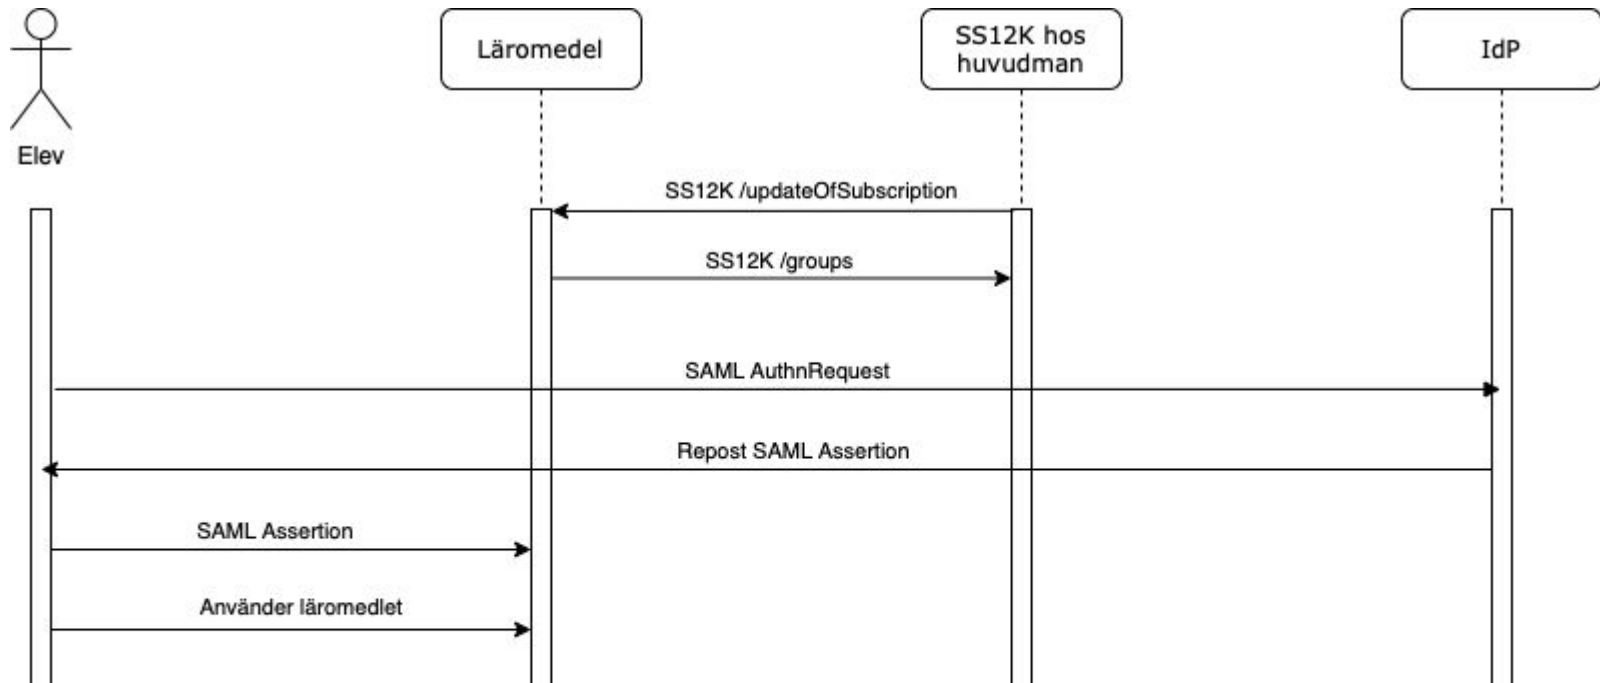 Elev
Läromedel
SS12K hos
huvudman
IdP
SS12K /updateOfSubscription
SS12K /groups
SAML AuthnRequest
Repost SAML Assertion
SAML Assertion
Använder läromedlet